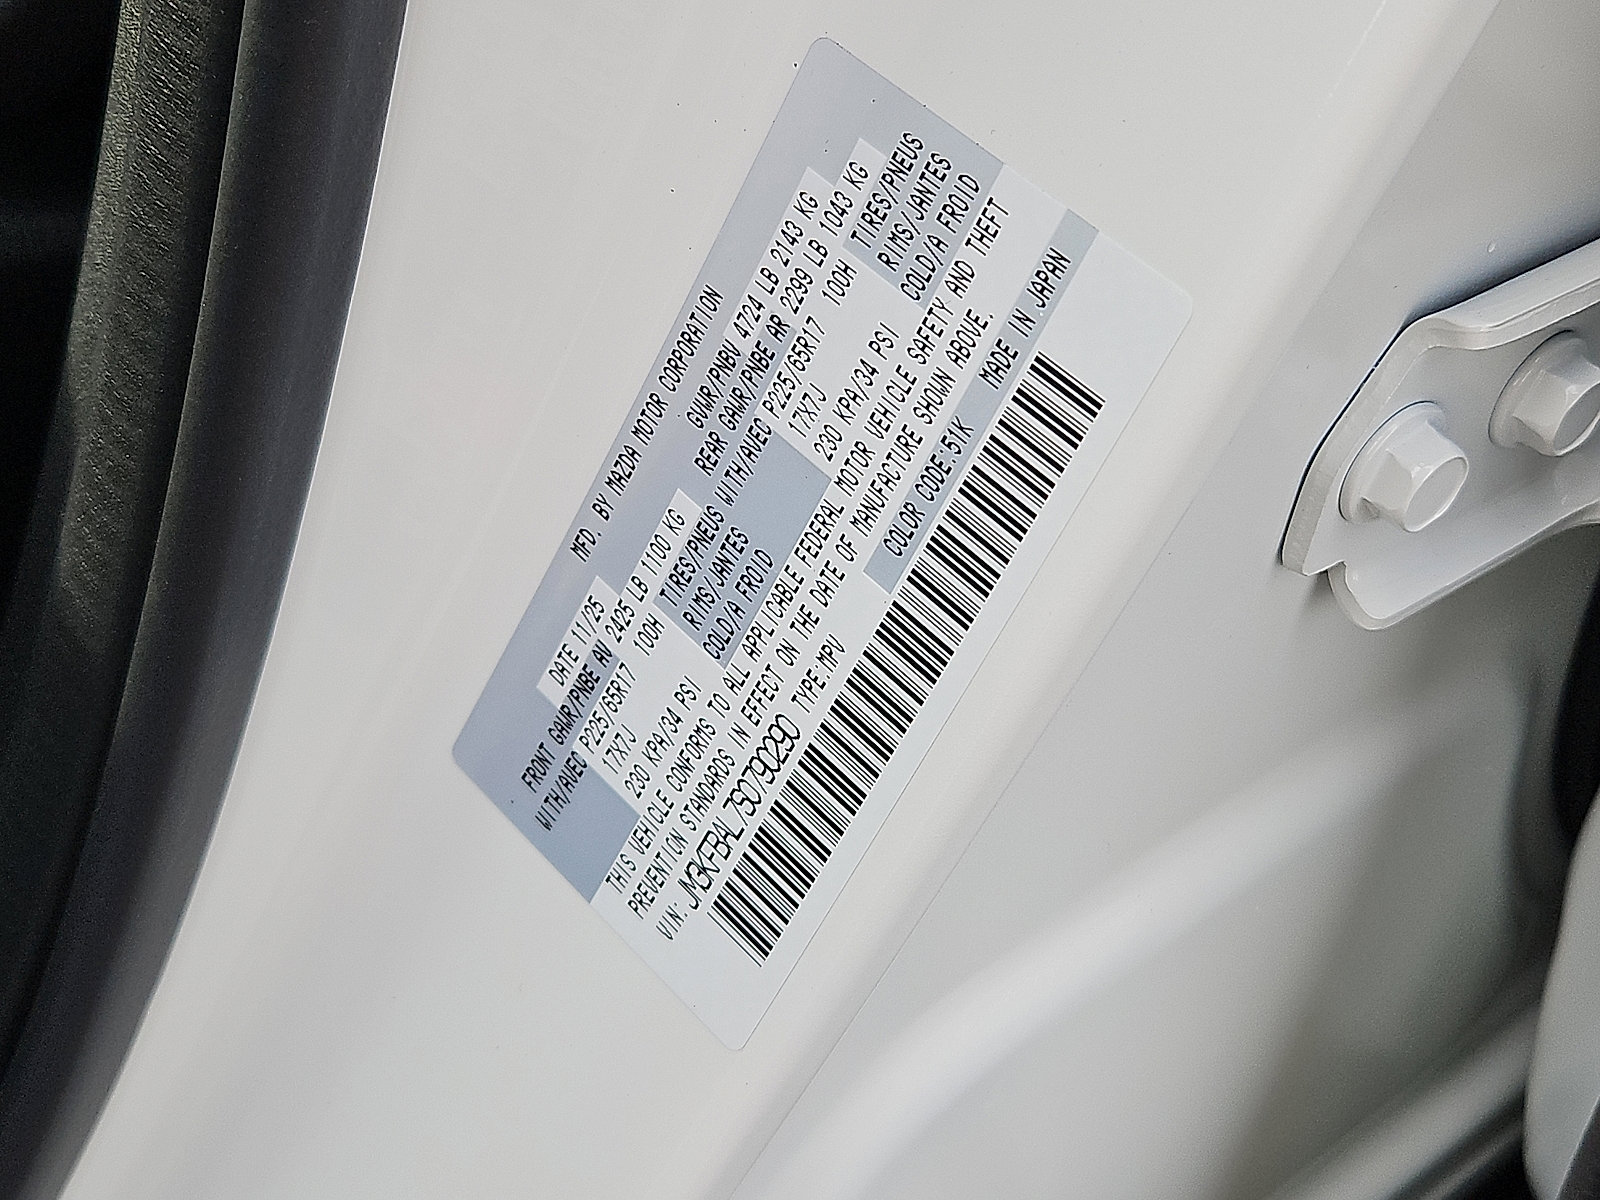 MFD. BY MAZDA MOTOR CORPORATION
DATE 11/25 GVWR/PNBV 4724 LB 2143 KG
FRONT GAWR/PNBE AV 2425 LB 1100 KG REAR GAWR/PNBE AR 2299 LB 1043 KG
WITH/AVEC P225/65R17 100H TIRES/PNEUS WITH/AVEC P225/65R17 100H TIRES/PNEUS
17X7J RIMS/JANTES 17X7J RIMS/JANTES
230 KPA/34 PSI COLD/A FROID 230 KPA/34 PSI COLD/A FROID
THIS VEHICLE CONFORMS TO ALL APPLICABLE FEDERAL MOTOR VEHICLE SAFETY AND THEFT
PREVENTION STANDARDS IN EFFECT ON THE DATE OF MANUFACTURE SHOWN ABOVE.
VIN: JM3KFBAL7S0790290 TYPE:MPV COLOR CODE:51K MADE IN JAPAN